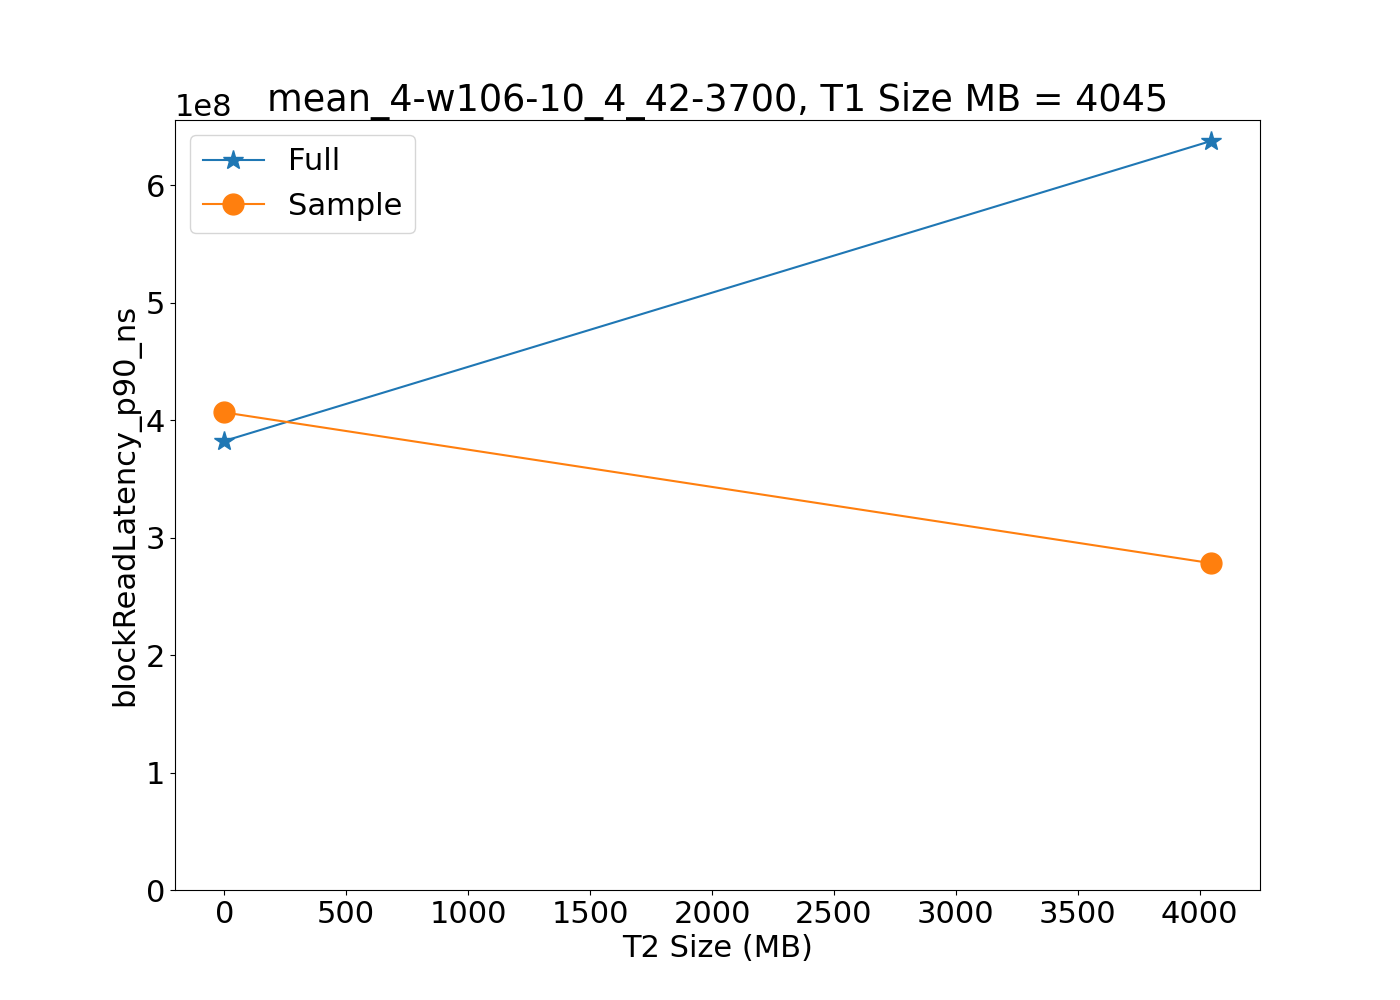 1e8
mean_4-w106-10_4_42-3700, T1 Size MB = 4045
Full
Sample
6
5
4
3
2
1
0
blockReadLatency_p90_ns
0 500 1000 1500 2000 2500 3000 3500 4000
T2 Size (MB)